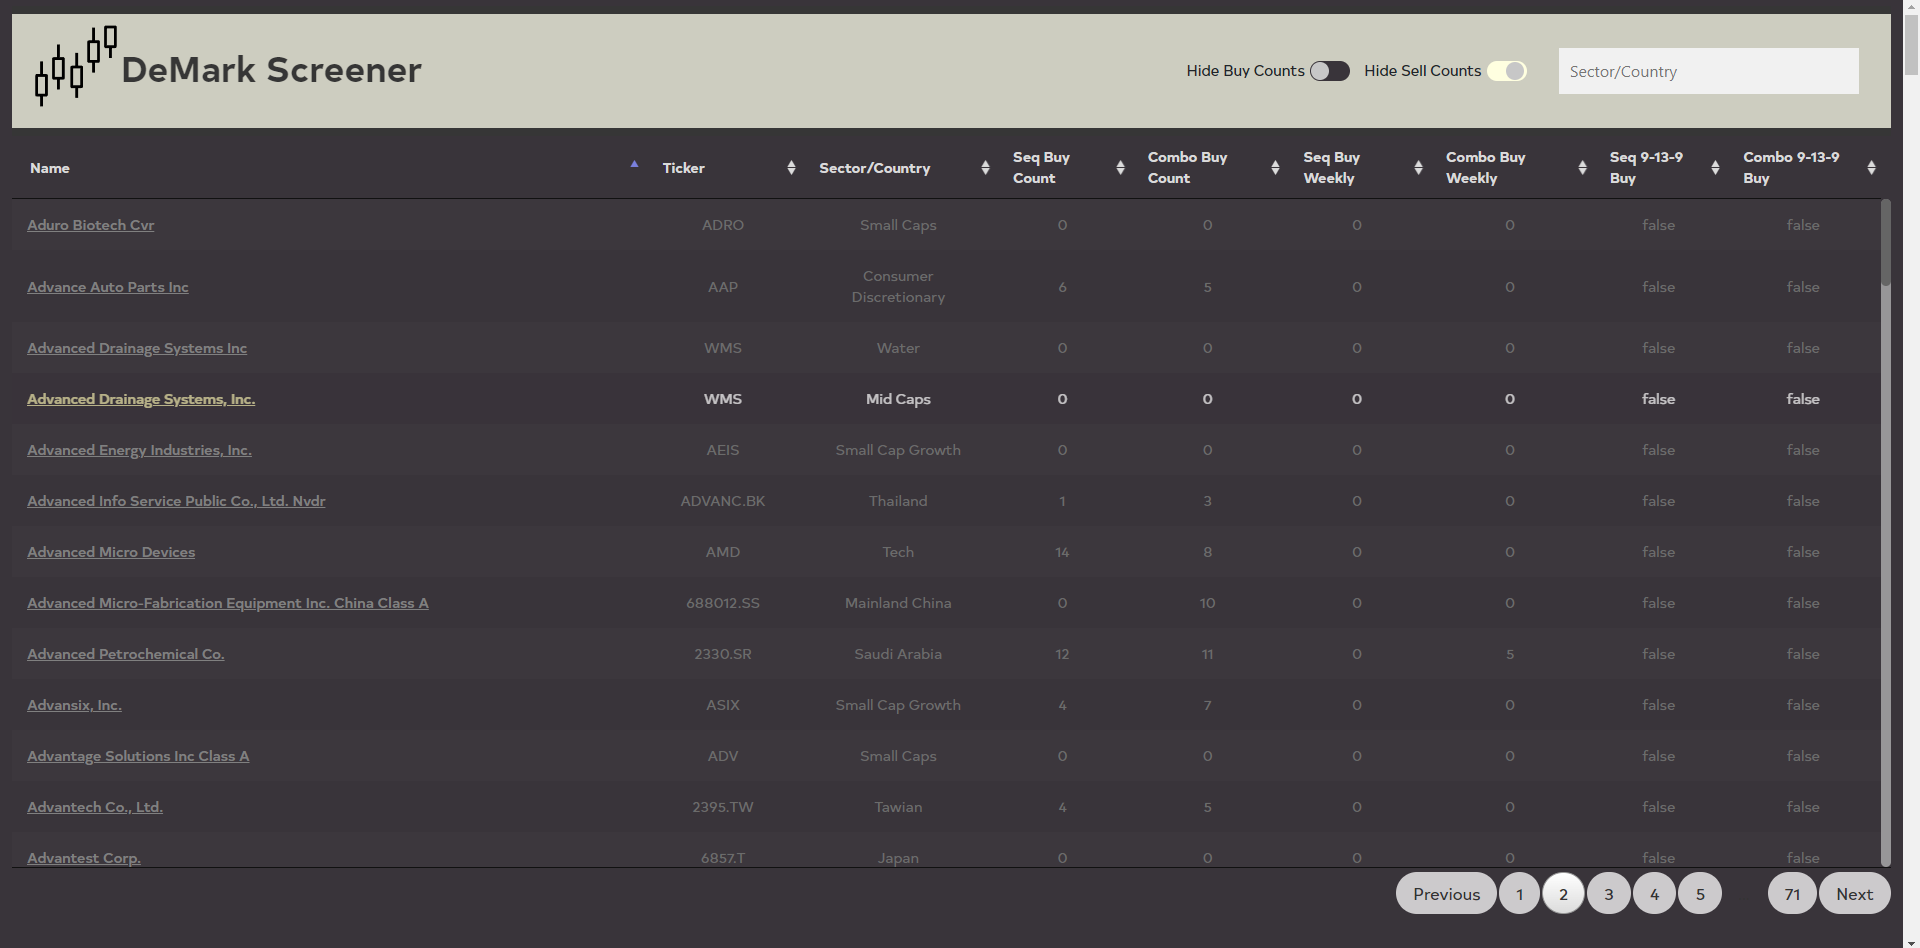 DeMark Screener
Hide Buy Counts Hide Sell Counts Sector/Country
Name Ticker Sector/Country Seq Buy Count Combo Buy Count Seq Buy Weekly Combo Buy Weekly Seq 9-13-9 Buy Combo 9-13-9 Buy
Aduro Biotech Cvr ADRO Small Caps 0 0 0 0 false false
Advance Auto Parts Inc AAP Consumer Discretionary 6 5 0 0 false false
Advanced Drainage Systems Inc WMS Water 0 0 0 0 false false
Advanced Drainage Systems, Inc. WMS Mid Caps 0 0 0 0 false false
Advanced Energy Industries, Inc. AEIS Small Cap Growth 0 0 0 0 false false
Advanced Info Service Public Co., Ltd. Nvdr ADVANC.BK Thailand 1 3 0 0 false false
Advanced Micro Devices AMD Tech 14 8 0 0 false false
Advanced Micro-Fabrication Equipment Inc. China Class A 688012.SS Mainland China 0 10 0 0 false false
Advanced Petrochemical Co. 2330.SR Saudi Arabia 12 11 0 5 false false
Advansix, Inc. ASIX Small Cap Growth 4 7 0 0 false false
Advantage Solutions Inc Class A ADV Small Caps 0 0 0 0 false false
Advantech Co., Ltd. 2395.TW Tawian 4 5 0 0 false false
Advantest Corp. 6857.T Japan 0 0 0 0 false false
Previous 1 2 3 4 5 71 Next